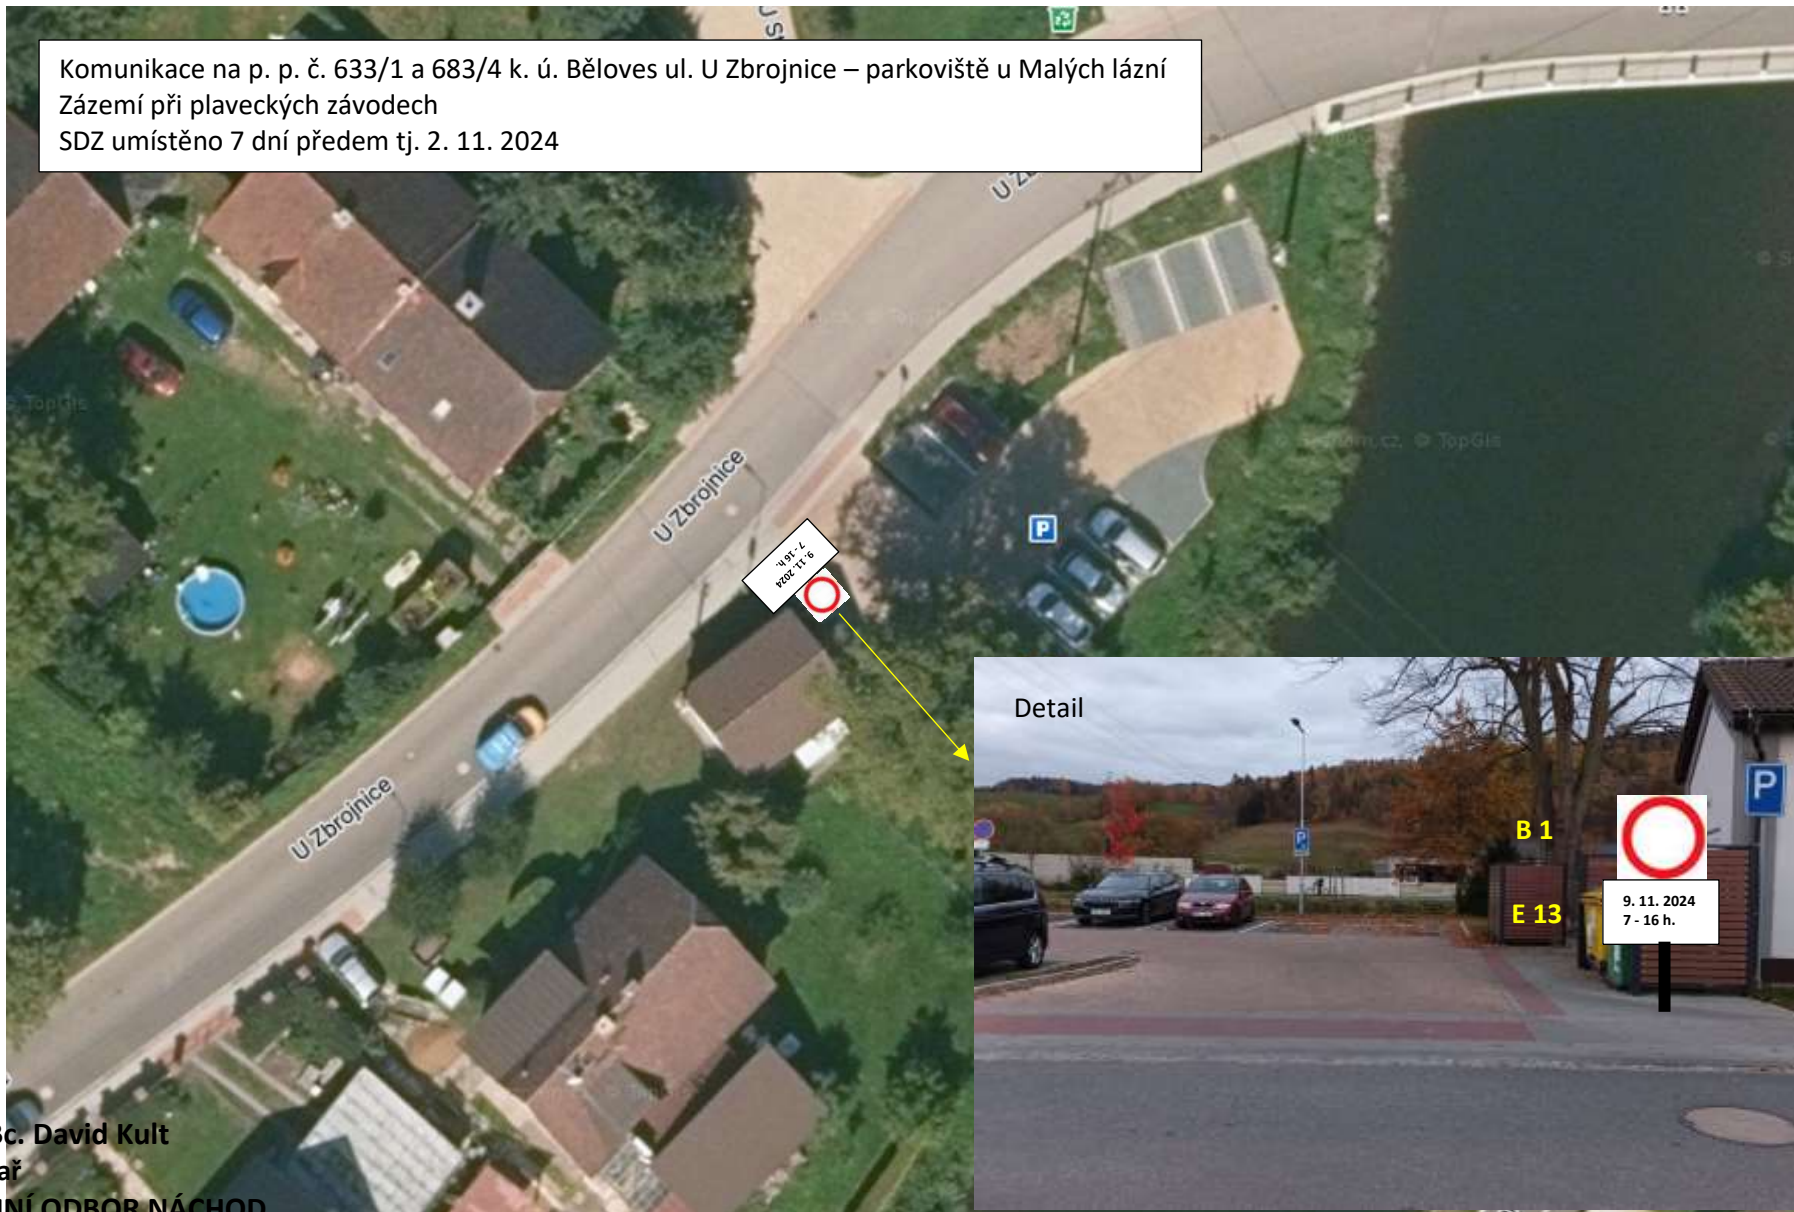 Komunikace na p. p. č. 633/1 a 683/4 k. ú. Běloves ul. U Zbrojnice – parkoviště u Malých lázní
Zázemí při plaveckých závodech
SDZ umístěno 7 dní předem tj. 2. 11. 2024
U Zbrojnice
P
9. 11. 2024
7 - 16 h.
© TopGis
U Zbrojnice
Detail
P
P
B 1
E 13
9. 11. 2024
7 - 16 h.
Bc. David Kult
ODBOR NÁCHOD